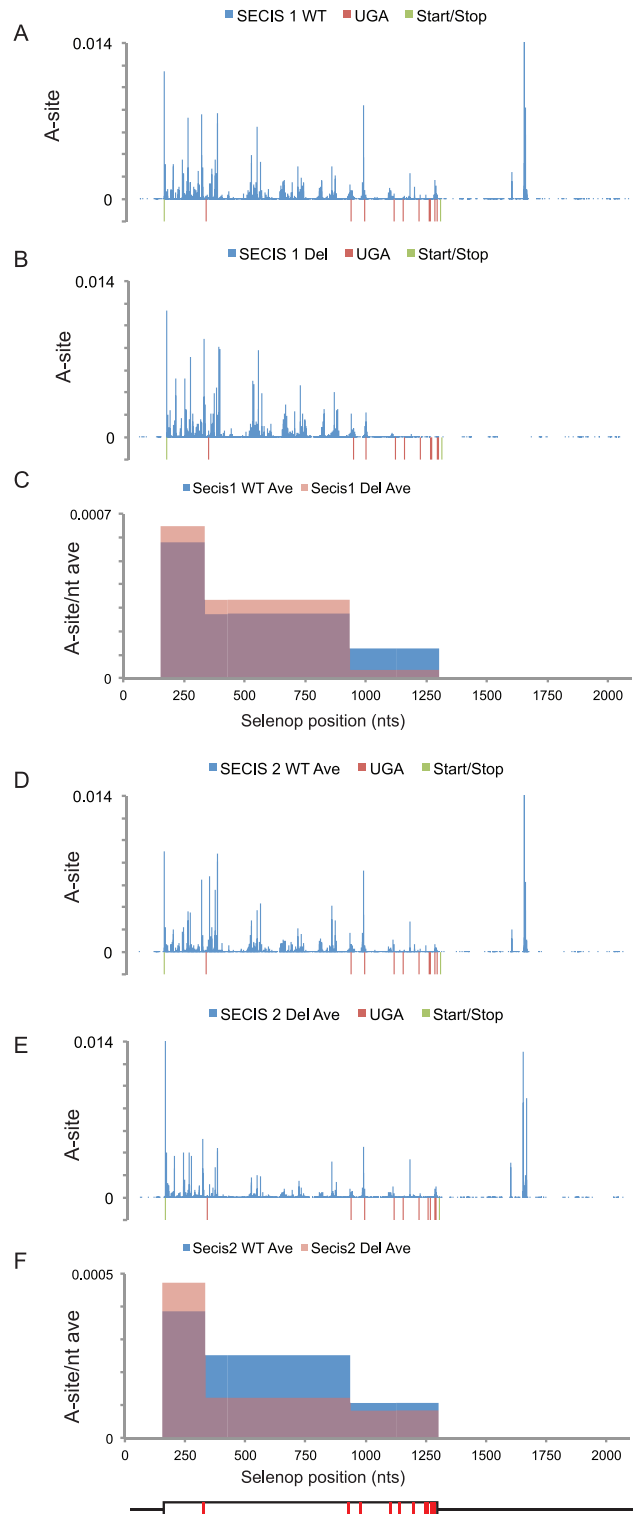 A
SECIS 1 WT UGA Start/Stop
0.014
A-site
0
B
SECIS 1 Del UGA Start/Stop
0.014
A-site
0
C
Secis1 WT Ave Secis1 Del Ave
0.0007
A-site/nt ave
0
0 250 500 750 1000 1250 1500 1750 2000
Selenop position (nts)
D
SECIS 2 WT Ave UGA Start/Stop
0.014
A-site
0
SECIS 2 Del Ave UGA Start/Stop
E
0.014
A-site
0
F
Secis2 WT Ave Secis2 Del Ave
0.0005
A-site/nt ave
0
0 250 500 750 1000 1250 1500 1750 2000
Selenop position (nts)